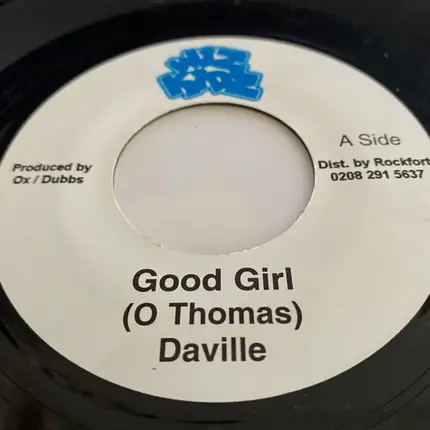 A Side
Produced by
Ox / Dubbs
Dist. by Rockfort
0208 291 5637
Good Girl
(O Thomas)
Daville